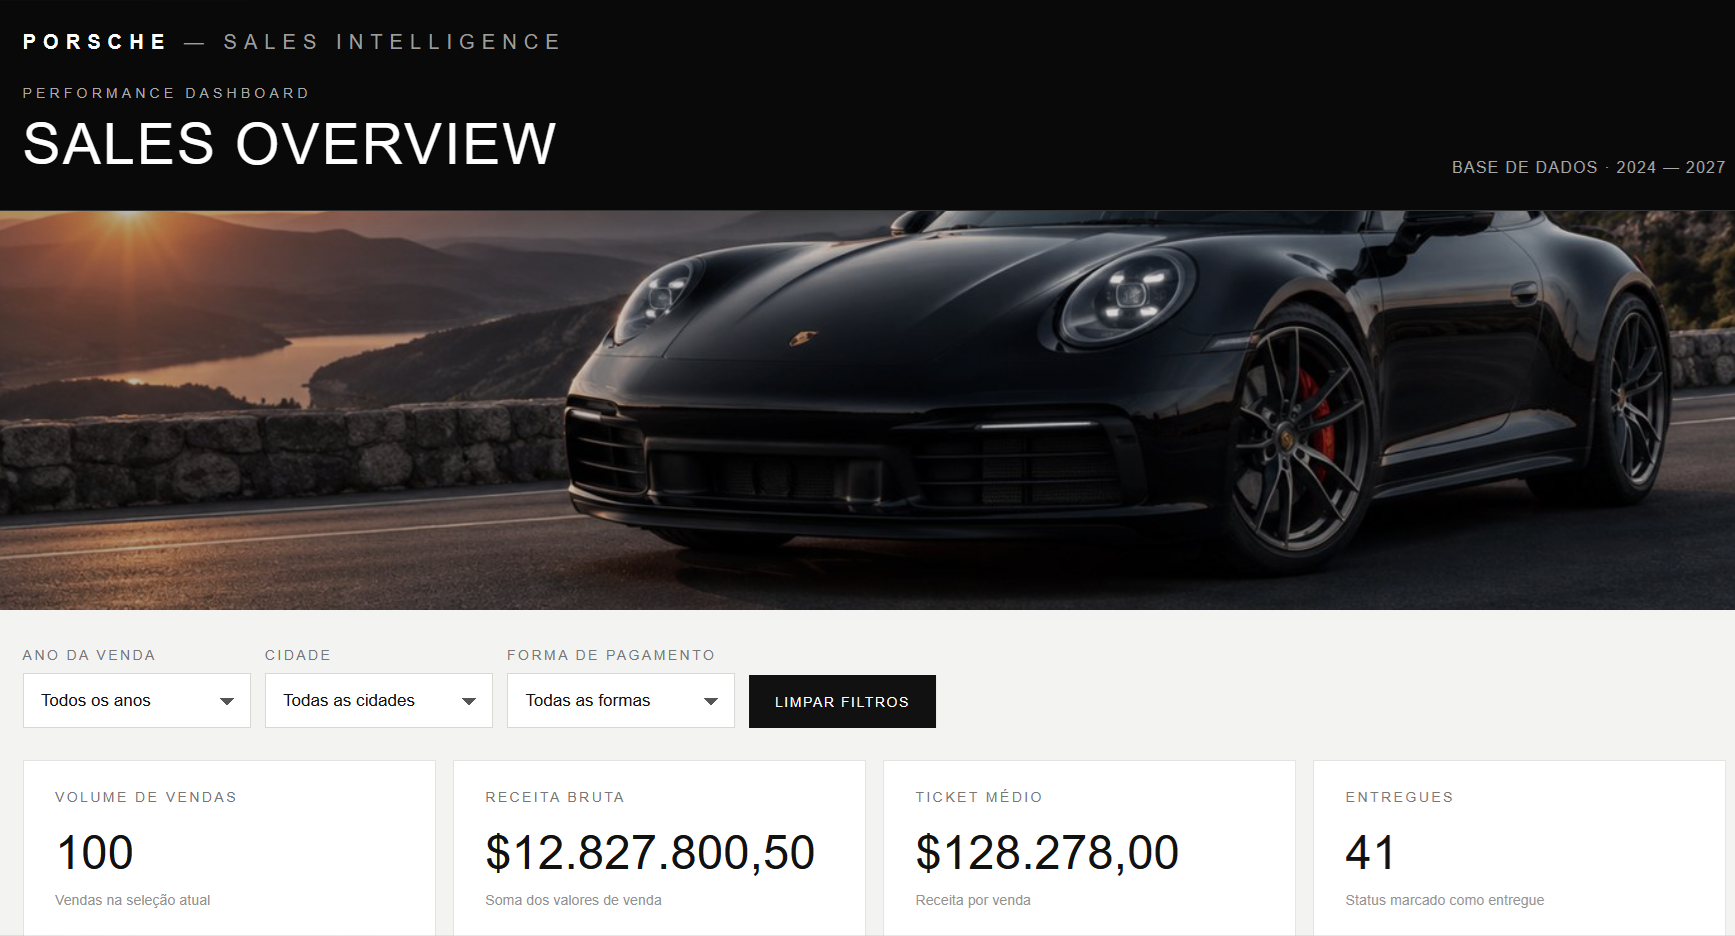 PORSCHE — SALES INTELLIGENCE
PERFORMANCE DASHBOARD
SALES OVERVIEW
BASE DE DADOS · 2024 — 2027
ANO DA VENDA
CIDADE
FORMA DE PAGAMENTO
Todos os anos
Todas as cidades
Todas as formas
LIMPAR FILTROS
VOLUME DE VENDAS
100
Vendas na seleção atual
RECEITA BRUTA
$12.827.800,50
Soma dos valores de venda
TICKET MÉDIO
$128.278,00
Receita por venda
ENTREGUES
41
Status marcado como entregue